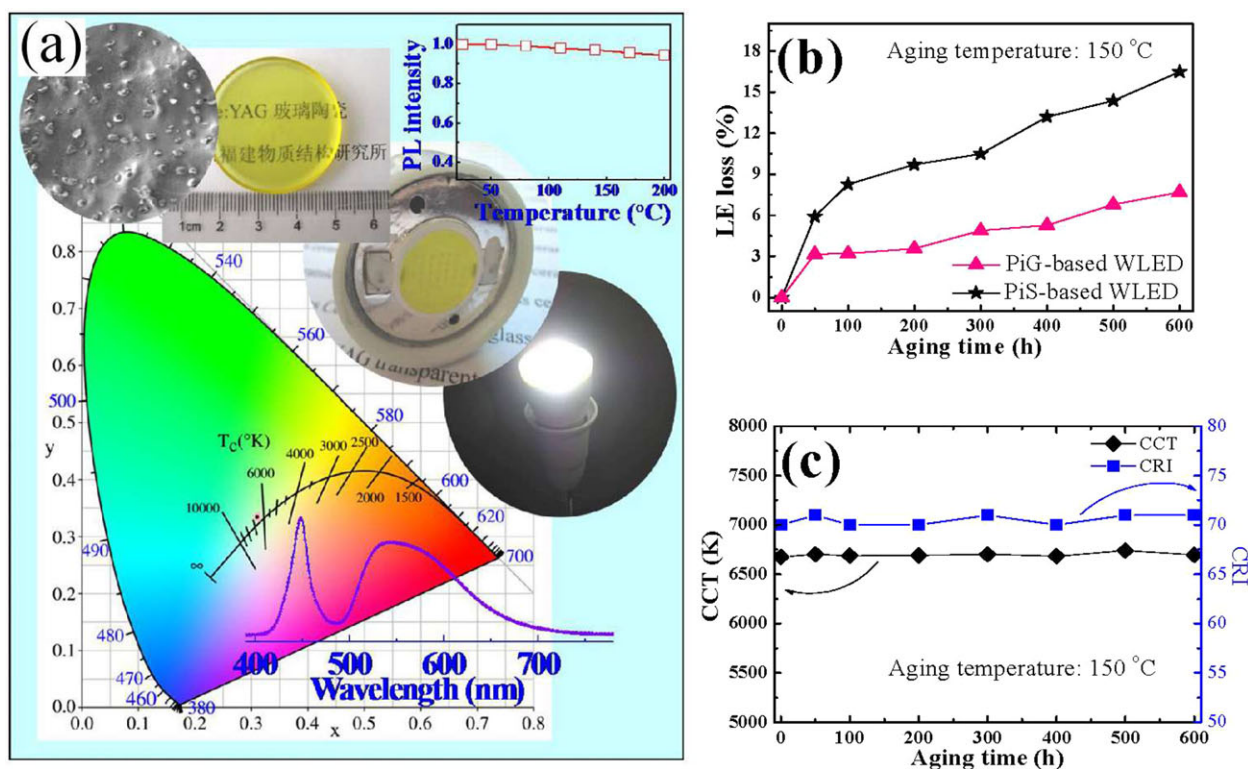 (a)
1.0
0.8
0.6
0.4
PL intensity
50
100
150
200
Temperature (°C)
e:YAG 玻璃陶瓷
福建物质结构研究所
1cm 2 3 4 5 6
glass
AG transparent
0.8
0.7
0.6
0.5
y
0.4
0.3
0.2
0.1
0.0
0.0 0.1 0.2 0.3 0.4 0.5 0.6 0.7 0.8
x
540
560
500
580
600
620
700
490
480
470
460
380
T_C(°K)
∞
10000
6000
4000
3000
2500
2000
1500
400 500 600 700
Wavelength (nm)
(b)
Aging temperature: 150 °C
LE loss (%)
18
15
12
9
6
3
0
PiG-based WLED
PiS-based WLED
0 100 200 300 400 500 600
Aging time (h)
(c)
CCT
CRI
CCT (K)
8000
7500
7000
6500
6000
5500
5000
80
75
70
65
60
55
50
CRI
Aging temperature: 150 °C
0 100 200 300 400 500 600
Aging time (h)